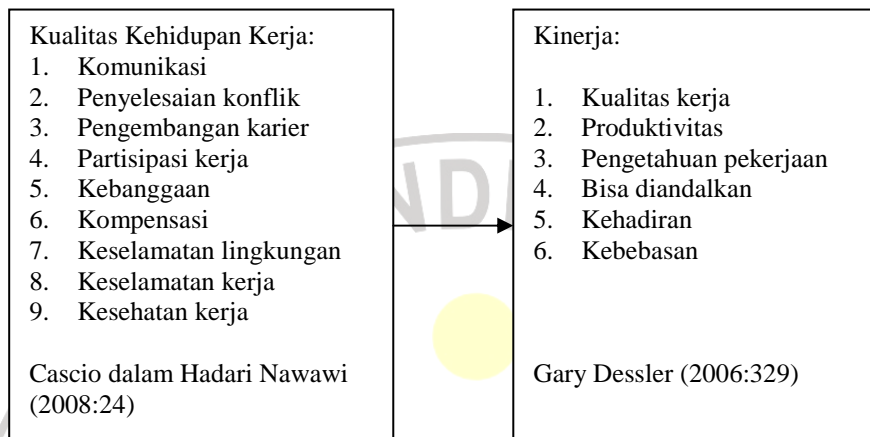 Kualitas Kehidupan Kerja:
1. Komunikasi
2. Penyelesaian konflik
3. Pengembangan karier
4. Partisipasi kerja
5. Kebanggaan
6. Kompensasi
7. Keselamatan lingkungan
8. Keselamatan kerja
9. Kesehatan kerja
Cascio dalam Hadari Nawawi
(2008:24)
Kinerja:
1. Kualitas kerja
2. Produktivitas
3. Pengetahuan pekerjaan
4. Bisa diandalkan
5. Kehadiran
6. Kebebasan
Gary Dessler (2006:329)